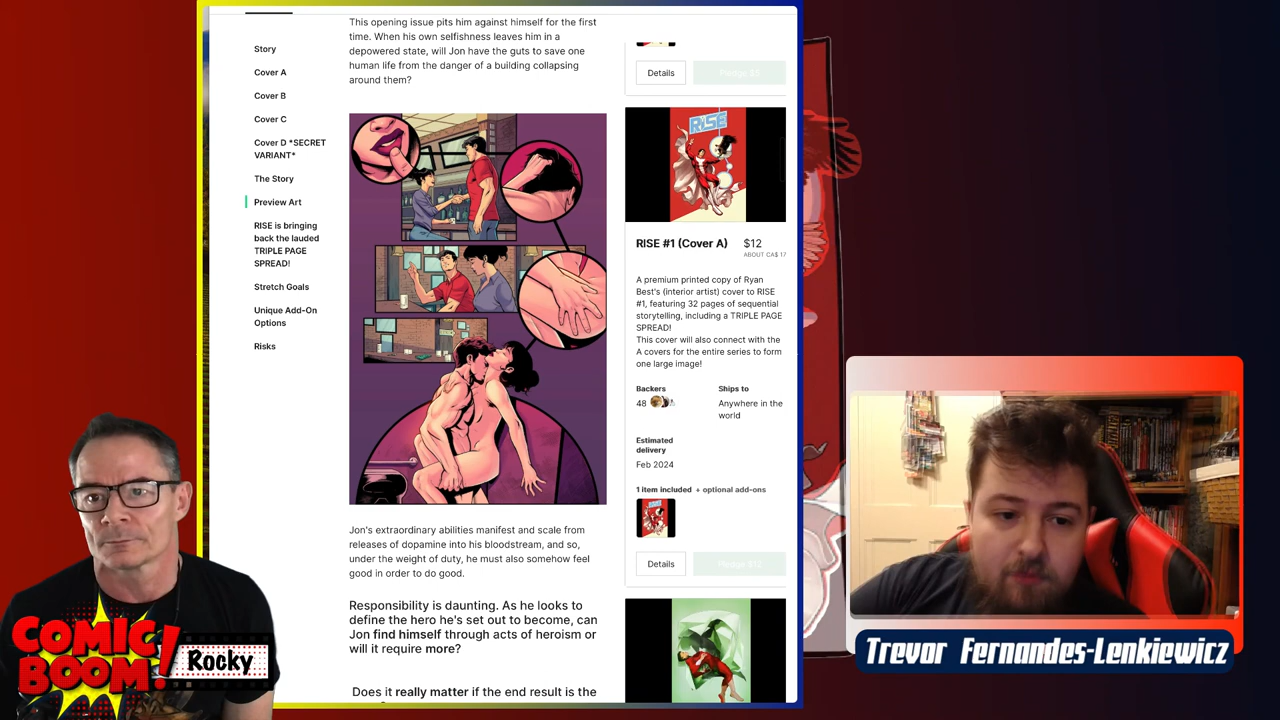 This opening issue pits him against himself for the first
time. When his own selfishness leaves him in a
depowered state, will Jon have the guts to save one
human life from the danger of a building collapsing
around them?
Story
Cover A
Cover B
Cover C
Cover D *SECRET
VARIANT*
The Story
Preview Art
RISE is bringing
back the lauded
TRIPLE PAGE
SPREAD!
Stretch Goals
Unique Add-On
Options
Risks
Jon's extraordinary abilities manifest and scale from
releases of dopamine into his bloodstream, and so,
under the weight of duty, he must also somehow feel
good in order to do good.
Responsibility is daunting. As he looks to
define the hero he's set out to become, can
Jon find himself through acts of heroism or
will it require more?
Does it really matter if the end result is the
Details
Pledge $5
RISE
RISE #1 (Cover A)
$12
ABOUT CA$ 17
A premium printed copy of Ryan
Best's (interior artist) cover to RISE
#1, featuring 32 pages of sequential
storytelling, including a TRIPLE PAGE
SPREAD!
This cover will also connect with the
A covers for the entire series to form
one large image!
Backers
48
Ships to
Anywhere in the
world
Estimated
delivery
Feb 2024
1 item included + optional add-ons
Details
Pledge $12
COMIC
BOOM!
Rocky
Trevor Fernandes-Lenkiewicz